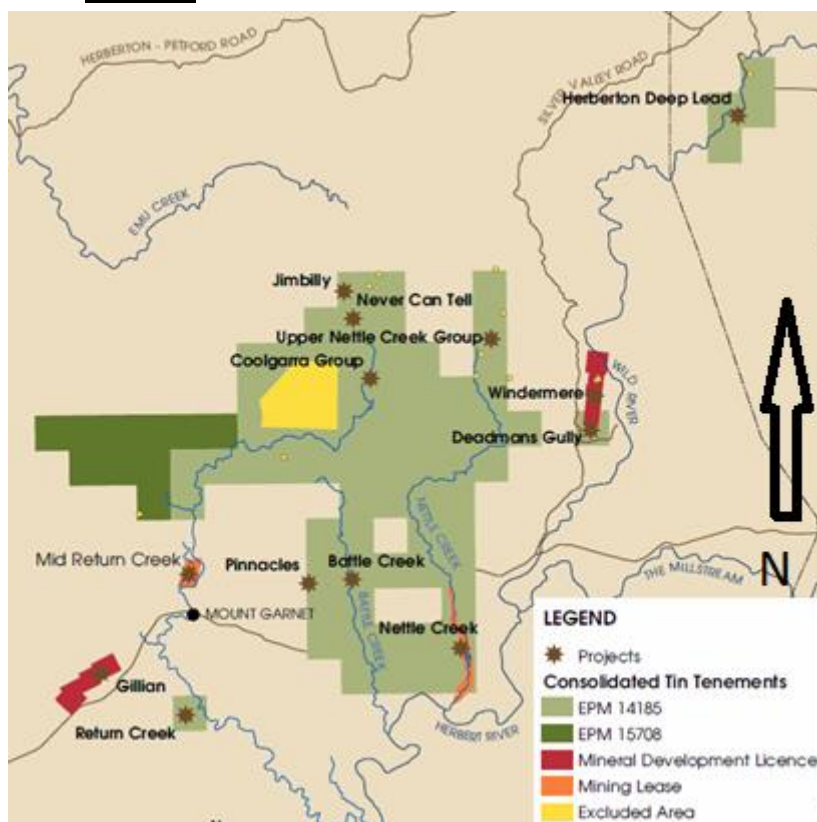 HERBERTON - PETFORD ROAD
SILVER VALLEY ROAD
Herberton Deep Lead
EMU CREEK
Jimbilly
Never Can Tell
Upper Nettle Creek Group
Coolgarra Group
WILD RIVER
Windermere
Deadmans Gully
NETTLE CREEK
Mid Return Creek
Pinnacles
Battle Creek
THE MILLSTREAM
N
MOUNT GARNET
BATTLE CREEK
Nettle Creek
Gillian
Return Creek
HERBERT RIVER
LEGEND
Projects
Consolidated Tin Tenements
EPM 14185
EPM 15708
Mineral Development Licence
Mining Lease
Excluded Area